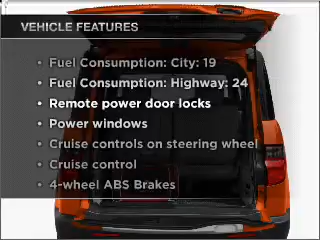 VEHICLE FEATURES
• Fuel Consumption: City: 19
• Fuel Consumption: Highway: 24
• Remote power door locks
• Power windows
• Cruise controls on steering wheel
• Cruise control
• 4-wheel ABS Brakes